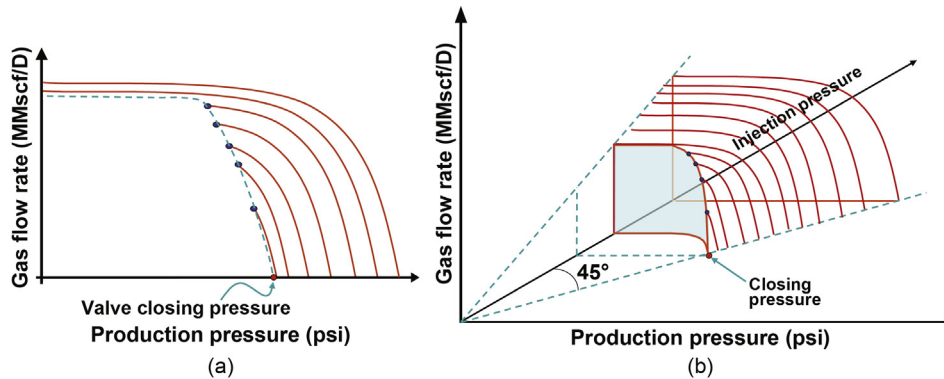 Gas flow rate (MMscf/D)
Valve closing pressure
Production pressure (psi)
(a)
Gas flow rate (MMscf/D)
Injection pressure
45°
Closing
pressure
Production pressure (psi)
(b)